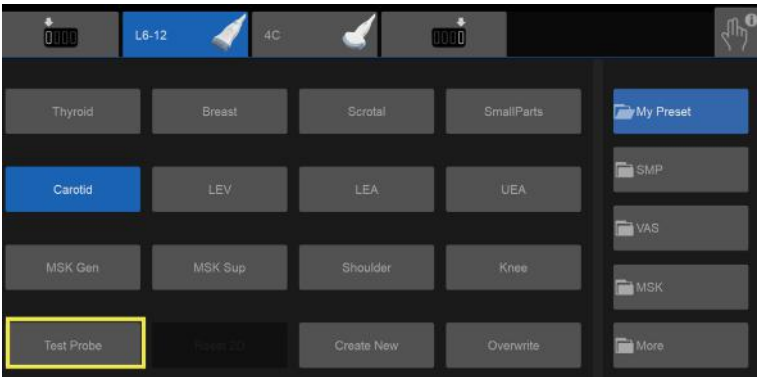 L6-12
4C
Thyroid
Breast
Scrotal
SmallParts
My Preset
Carotid
LEV
LEA
UEA
SMP
VAS
MSK Gen
MSK Sup
Shoulder
Knee
MSK
Test Probe
Create New
Overwrite
More